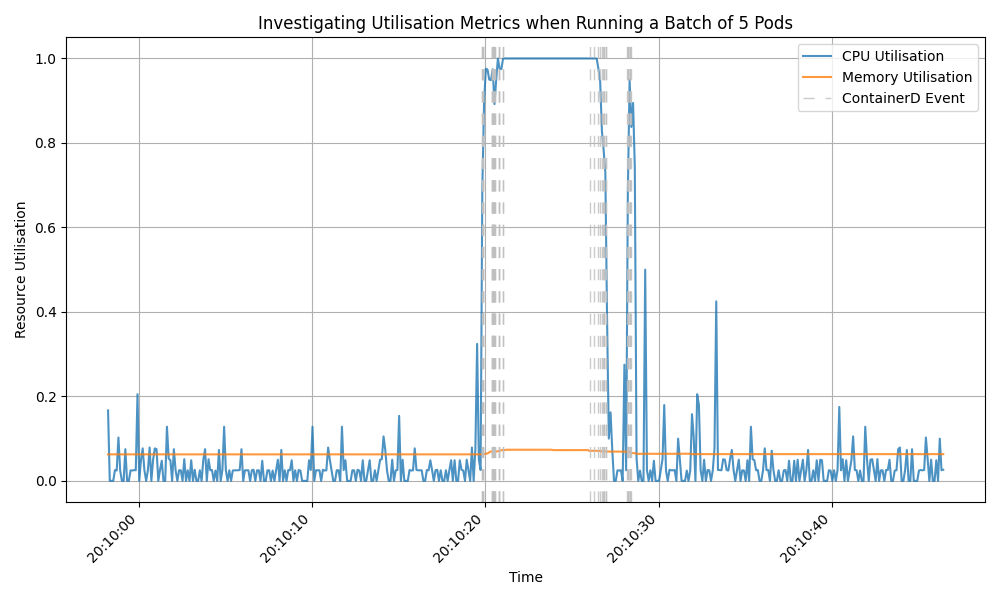 Investigating Utilisation Metrics when Running a Batch of 5 Pods
CPU Utilisation
Memory Utilisation
ContainerD Event
Resource Utilisation
1.0
0.8
0.6
0.4
0.2
0.0
20:10:00
20:10:10
20:10:20
20:10:30
20:10:40
Time